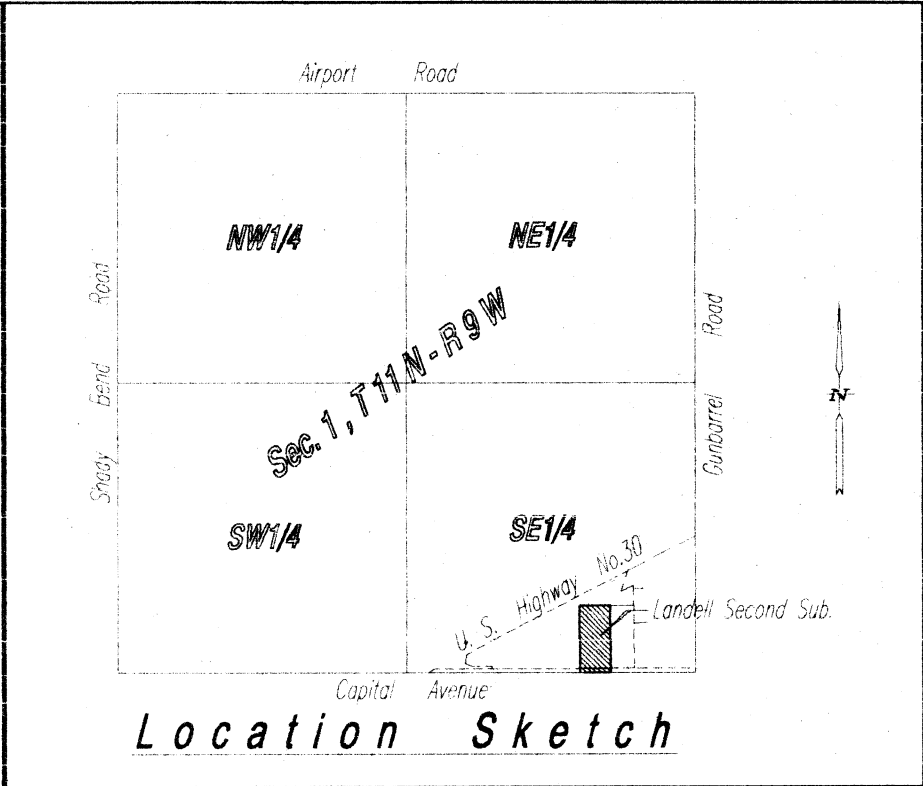 Airport Road
NW1/4
NE1/4
Shady Bend Road
Gunbarrel Road
Sec. 1, T11N-R9W
N
SW1/4
SE1/4
U. S. Highway No.30
Landell Second Sub.
Capital Avenue
Location Sketch